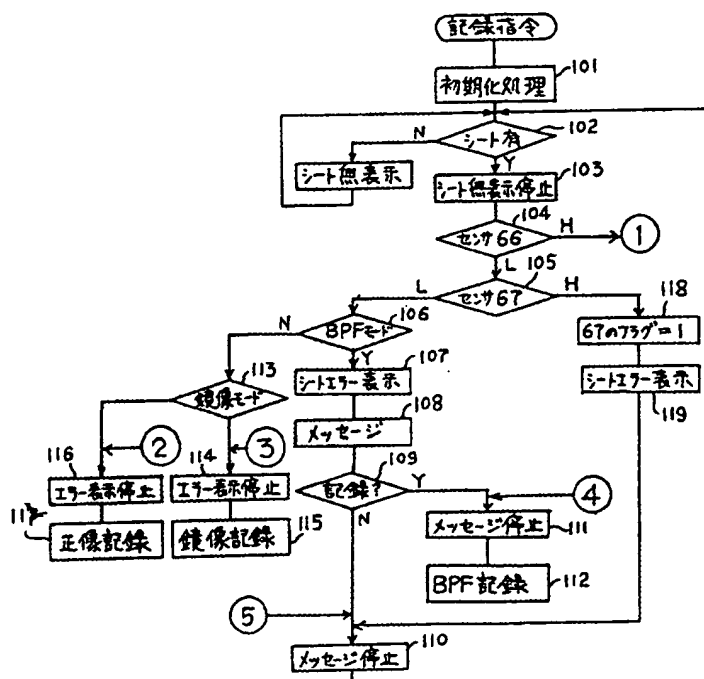 記録指令
101
初期化処理
N
シート有
102
Y
シート無表示
シート無表示停止
103
104
センサ66
H
1
L
105
センサ67
L
H
118
67のフラグ=1
シートエラー表示
119
106
BPFモード
N
Y
107
シートエラー表示
108
メッセージ
113
鏡像モード
2
3
116
エラー表示停止
114
エラー表示停止
正像記録
鏡像記録
115
109
記録?
Y
N
4
メッセージ停止
111
BPF記録
112
5
メッセージ停止
110